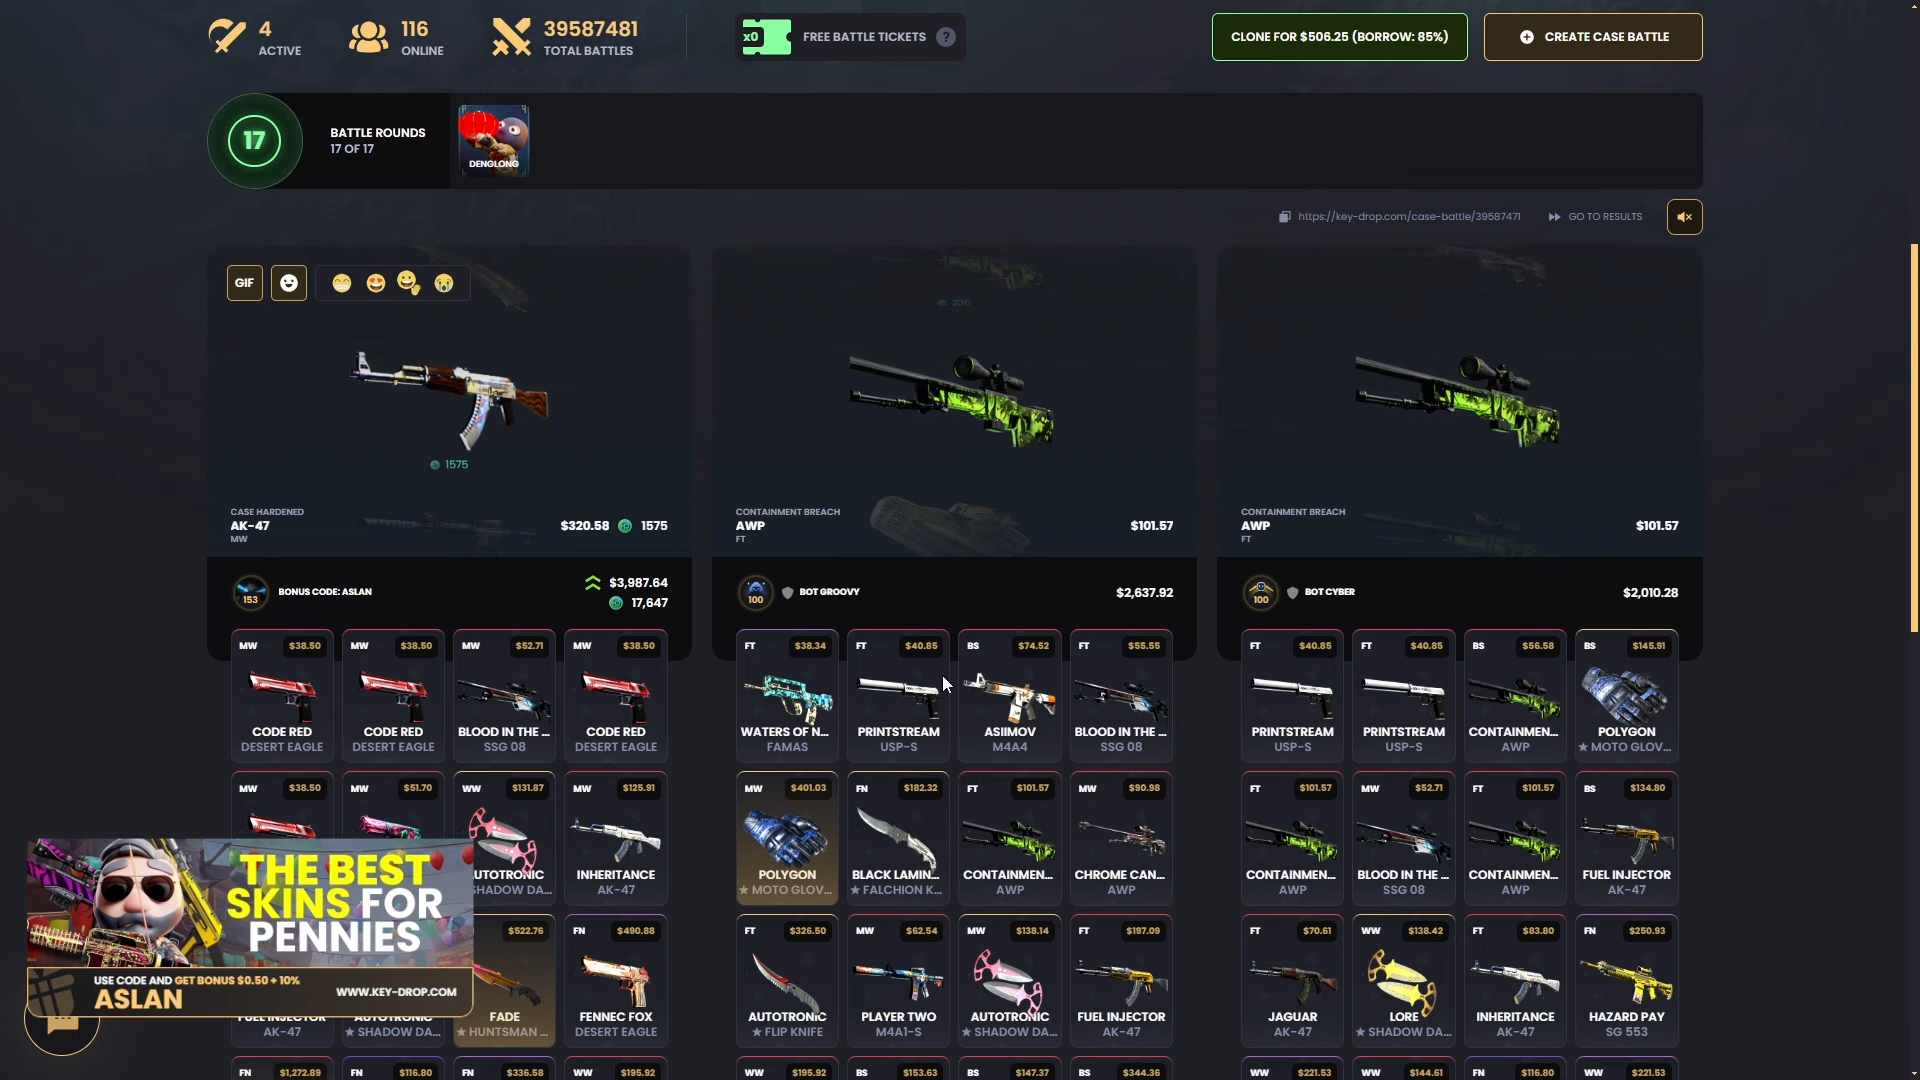 4
ACTIVE
116
ONLINE
39587481
TOTAL BATTLES
x0
FREE BATTLE TICKETS
?
CLONE FOR $506.25 (BORROW: 85%)
CREATE CASE BATTLE
17
BATTLE ROUNDS
17 OF 17
DENGLONG
https://key-drop.com/case-battle/39587471
GO TO RESULTS
GIF
1575
CASE HARDENED
AK-47
MW
$320.58
1575
230
CONTAINMENT BREACH
AWP
FT
$101.57
CONTAINMENT BREACH
AWP
FT
$101.57
153
BONUS CODE: ASLAN
$3,987.64
17,647
100
BOT GROOVY
$2,637.92
100
BOT CYBER
$2,010.28
MW $38.50 MW $38.50 MW $52.71 MW $38.50
CODE RED CODE RED BLOOD IN THE ... CODE RED
DESERT EAGLE DESERT EAGLE SSG 08 DESERT EAGLE
FT $38.34 FT $40.85 BS $74.52 FT $55.55
WATERS OF N... PRINTSTREAM ASIIMOV BLOOD IN THE ...
FAMAS USP-S M4A4 SSG 08
FT $40.85 FT $40.85 BS $56.58 BS $145.91
PRINTSTREAM PRINTSTREAM CONTAINMEN... POLYGON
USP-S USP-S AWP ★ MOTO GLOV...
MW $38.50 MW $51.70 WW $131.87 MW $125.91
AUTOTRONIC INHERITANCE
SHADOW DA... AK-47
MW $401.03 FN $182.32 FT $101.57 MW $90.98
POLYGON BLACK LAMIN... CONTAINMEN... CHROME CAN...
★ MOTO GLOV... ★ FALCHION K... AWP AWP
FT $101.57 MW $52.71 FT $101.57 BS $134.80
CONTAINMEN... BLOOD IN THE ... CONTAINMEN... FUEL INJECTOR
AWP SSG 08 AWP AK-47
$522.76 FN $490.88
FUEL INJECTOR AUTOTRONIC FADE FENNEC FOX
AK-47 ★ SHADOW DA... ★ HUNTSMAN ... DESERT EAGLE
FT $326.50 MW $62.54 MW $138.14 FT $197.09
AUTOTRONIC PLAYER TWO AUTOTRONIC FUEL INJECTOR
★ FLIP KNIFE M4A1-S ★ SHADOW DA... AK-47
FT $70.61 WW $138.42 FT $83.80 FN $250.93
JAGUAR LORE INHERITANCE HAZARD PAY
AK-47 ★ SHADOW DA... AK-47 SG 553
FN $1,272.89 FN $116.80 FN $336.58 WW $195.92
WW $195.92 BS $153.63 BS $147.37 BS $344.36
WW $221.53 WW $144.61 FN $116.80 WW $221.53
THE BEST
SKINS FOR
PENNIES
USE CODE AND GET BONUS $0.50 + 10%
ASLAN
WWW.KEY-DROP.COM